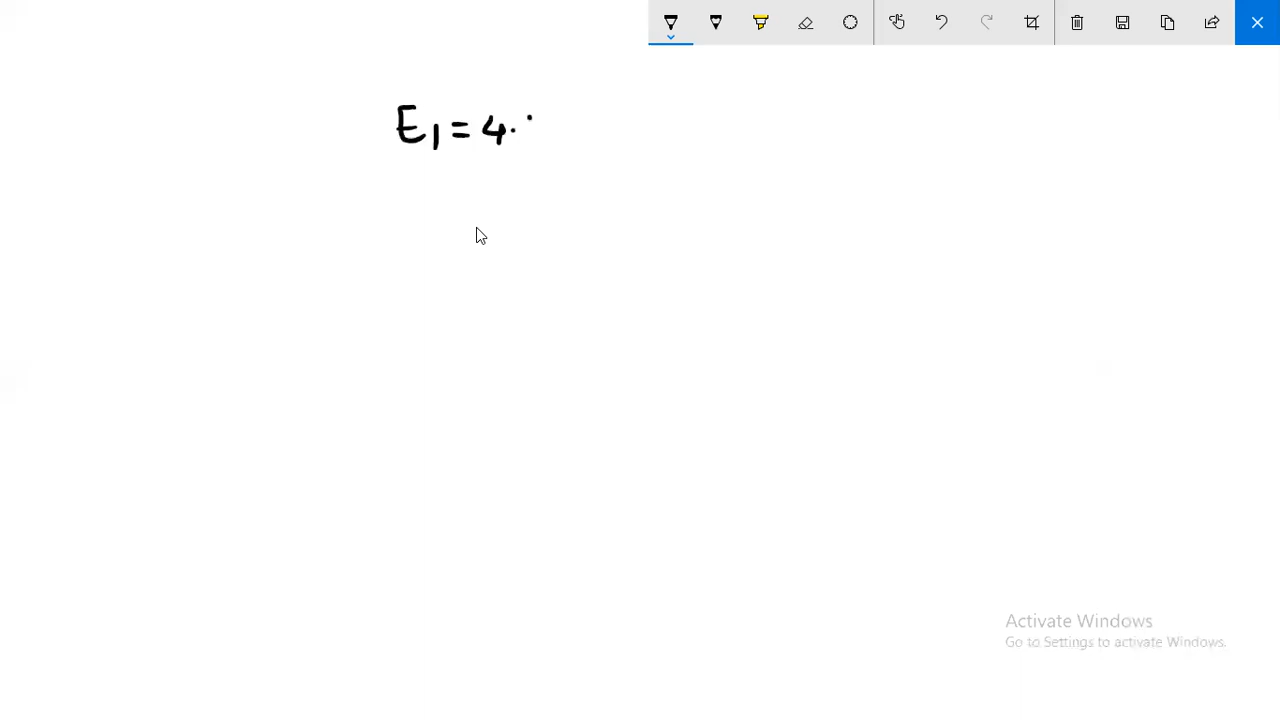 E₁ = 4.
Activate Windows
Go to Settings to activate Windows.